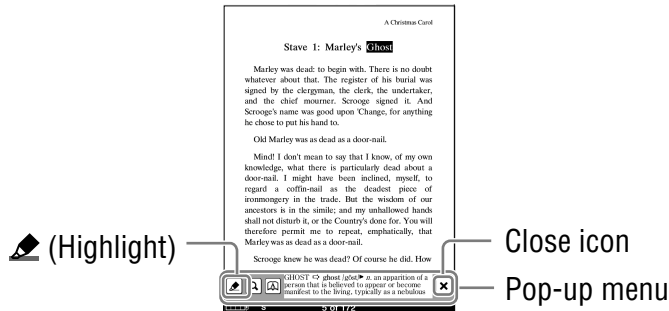 A Christmas Carol
Stave 1: Marley's Ghost
Marley was dead: to begin with. There is no doubt
whatever about that. The register of his burial was
signed by the clergyman, the clerk, the undertaker,
and the chief mourner. Scrooge signed it. And
Scrooge's name was good upon 'Change, for anything
he chose to put his hand to.
Old Marley was as dead as a door-nail.
Mind! I don't mean to say that I know, of my own
knowledge, what there is particularly dead about a
door-nail. I might have been inclined, myself, to
regard a coffin-nail as the deadest piece of
ironmongery in the trade. But the wisdom of our
ancestors is in the simile; and my unhallowed hands
shall not disturb it, or the Country's done for. You will
therefore permit me to repeat, emphatically, that
Marley was as dead as a door-nail.
Scrooge knew he was dead? Of course he did. How
(Highlight)
Close icon
GHOST ➪ ghost /gōst/▶ n. an apparition of a
person that is believed to appear or become
manifest to the living, typically as a nebulous
Pop-up menu
S 5 of 172